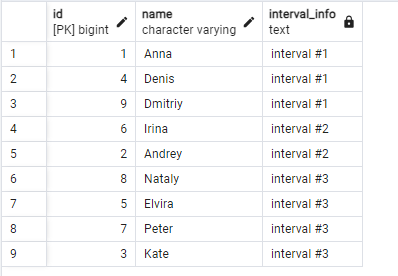 id name interval_info
[PK] bigint character varying text
1 1 Anna interval #1
2 4 Denis interval #1
3 9 Dmitriy interval #1
4 6 Irina interval #2
5 2 Andrey interval #2
6 8 Nataly interval #3
7 5 Elvira interval #3
8 7 Peter interval #3
9 3 Kate interval #3